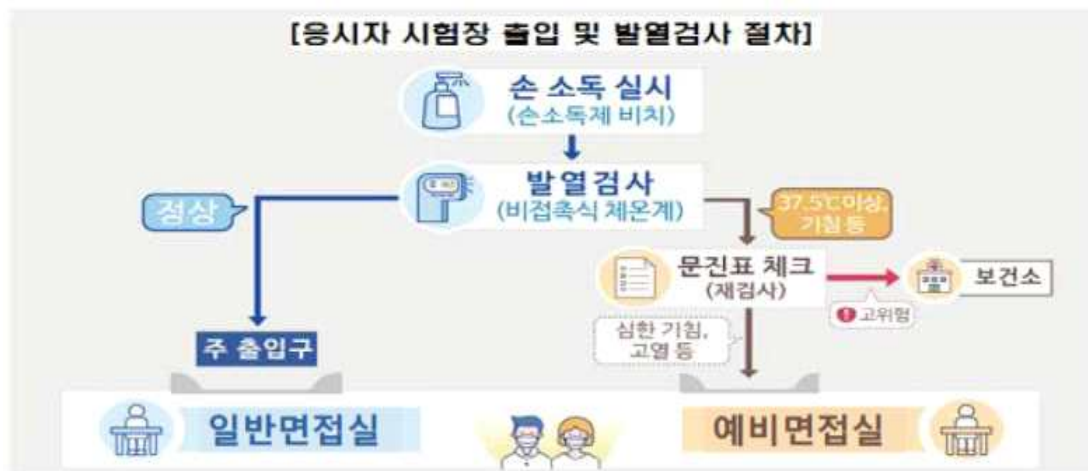 [응시자 시험장 출입 및 발열검사 절차]
손 소독 실시
(손소독제 비치)
발열검사
(비접촉식 체온계)
정상
37.5℃이상,
기침 등
문진표 체크
(재검사)
보건소
고위험
심한 기침,
고열 등
주 출입구
일반면접실
예비면접실